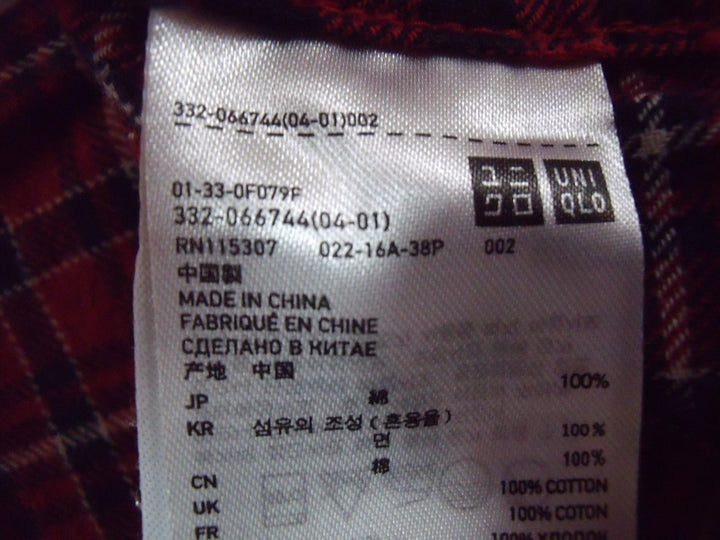 332-066744(04-01)002
ユニ
クロ
UNI
QLO
01-33-0F079F
332-066744(04-01)
RN115307 022-16A-38P 002
中国製
MADE IN CHINA
FABRIQUÉ EN CHINE
СДЕЛАНО В КИТАЕ
产地 中国
JP 綿 100%
KR 섬유의 조성(혼용율)
면 100%
CN 棉 100%
UK 100% COTTON
FR 100% COTON
100% ХЛОПОК